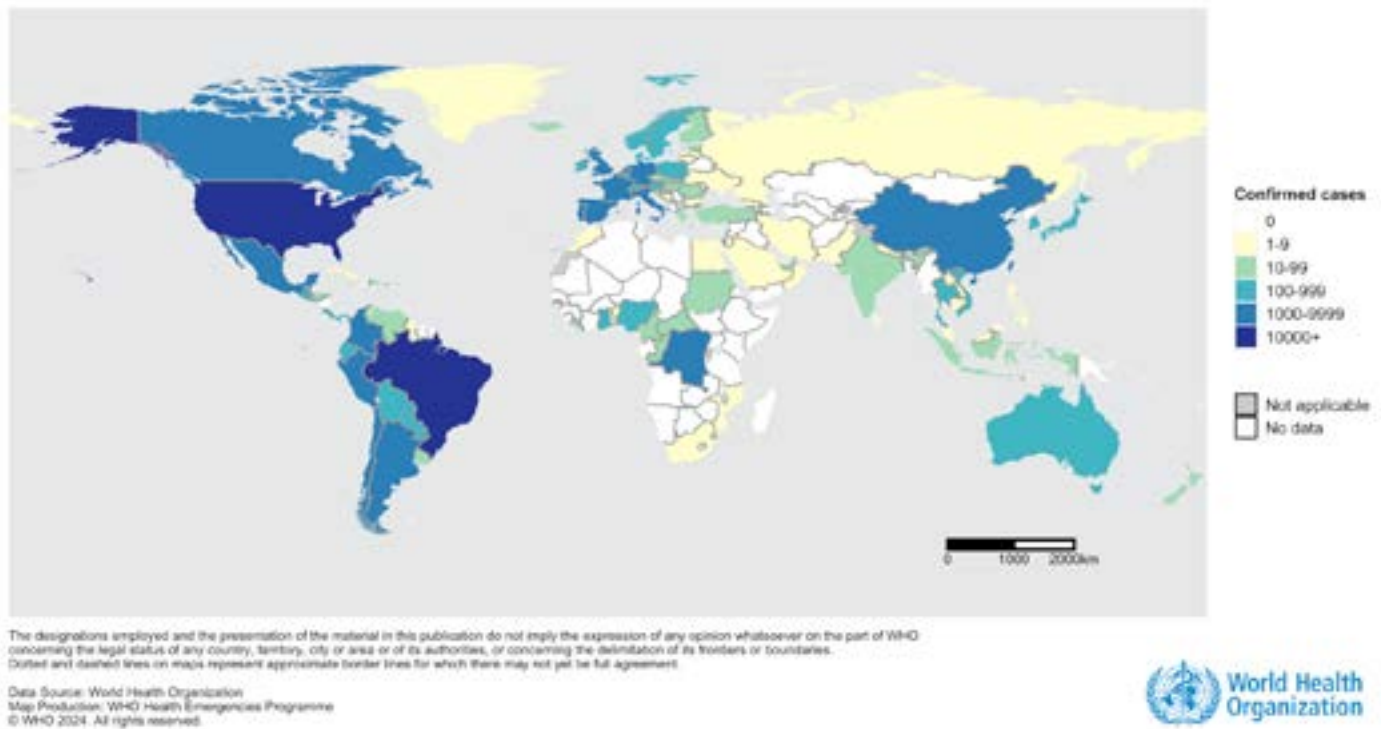 Confirmed cases
0
1-9
10-99
100-999
1000-9999
10000+
Not applicable
No data
0 1000 2000km
The designations employed and the presentation of the material in this publication do not imply the expression of any opinion whatsoever on the part of WHO
concerning the legal status of any country, territory, city or area or of its authorities, or concerning the delimitation of its frontiers or boundaries.
Dotted and dashed lines on maps represent approximate border lines for which there may not yet be full agreement.
Data Source: World Health Organization
Map Production: WHO Health Emergencies Programme
© WHO 2024. All rights reserved.
World Health
Organization